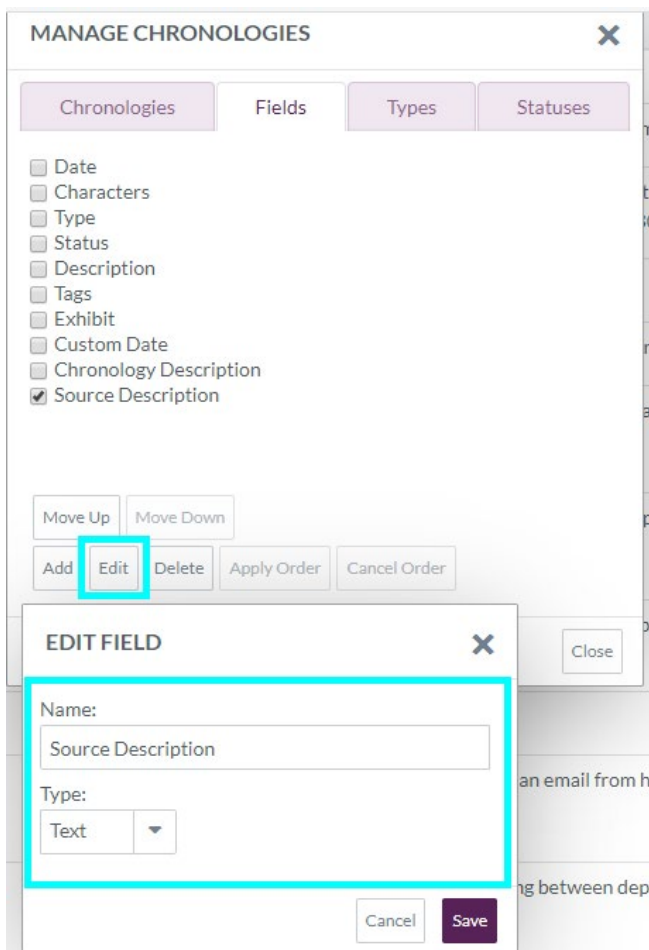 MANAGE CHRONOLOGIES
Chronologies Fields Types Statuses
Date
Characters
Type
Status
Description
Tags
Exhibit
Custom Date
Chronology Description
Source Description
Move Up Move Down
Add Edit Delete Apply Order Cancel Order
EDIT FIELD
Close
Name:
Source Description
Type:
Text
an email from h
ng between dep
Cancel Save